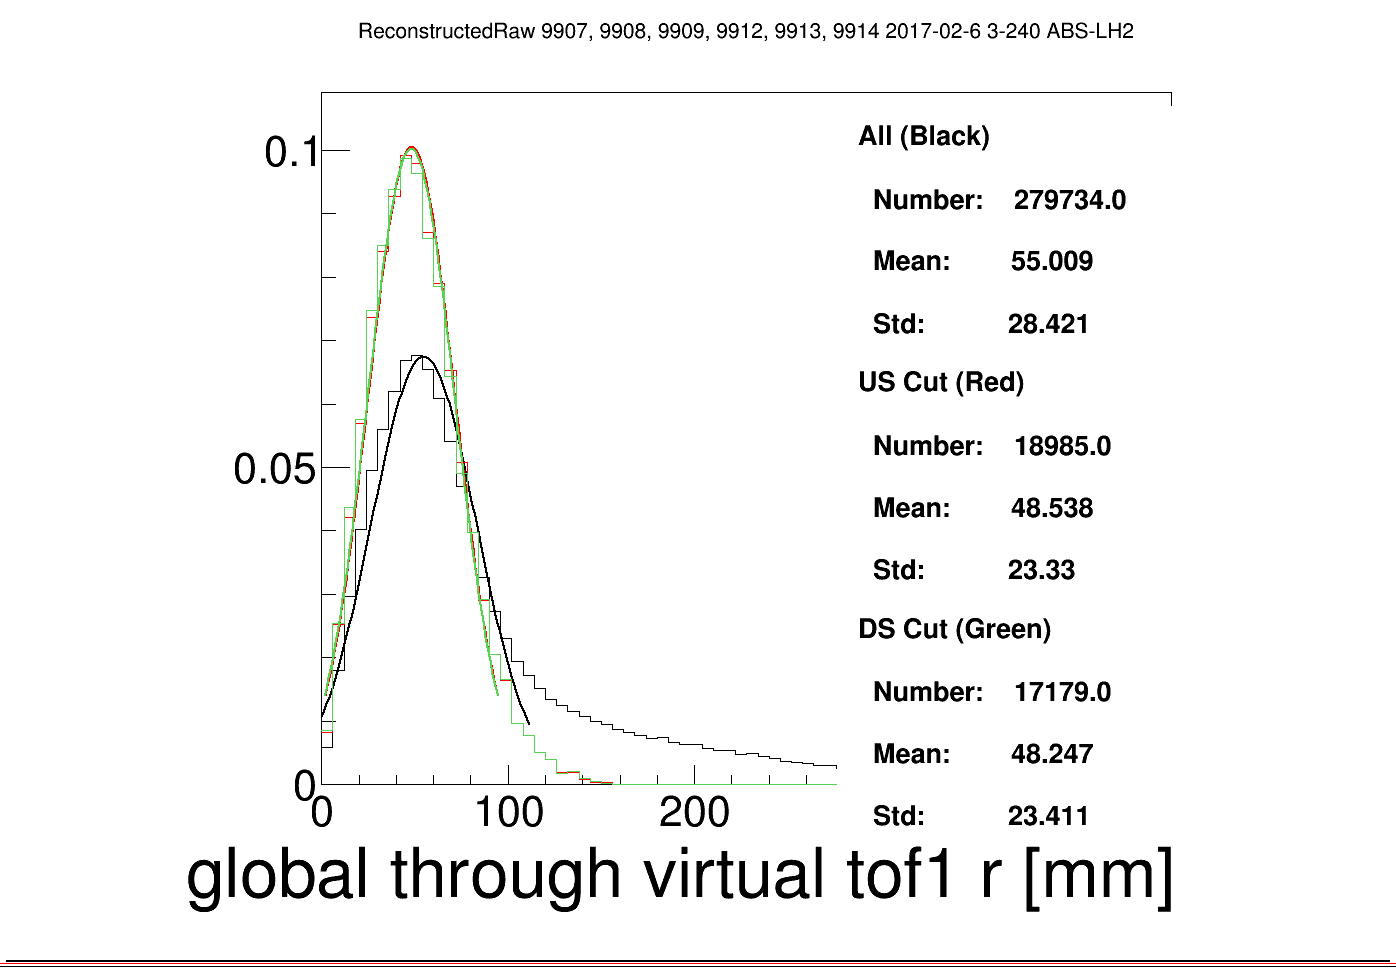 ReconstructedRaw 9907, 9908, 9909, 9912, 9913, 9914 2017-02-6 3-240 ABS-LH2
All (Black)
Number: 279734.0
Mean: 55.009
Std: 28.421
US Cut (Red)
Number: 18985.0
Mean: 48.538
Std: 23.33
DS Cut (Green)
Number: 17179.0
Mean: 48.247
Std: 23.411
0.1
0.05
0
0 100 200
global through virtual tof1 r [mm]